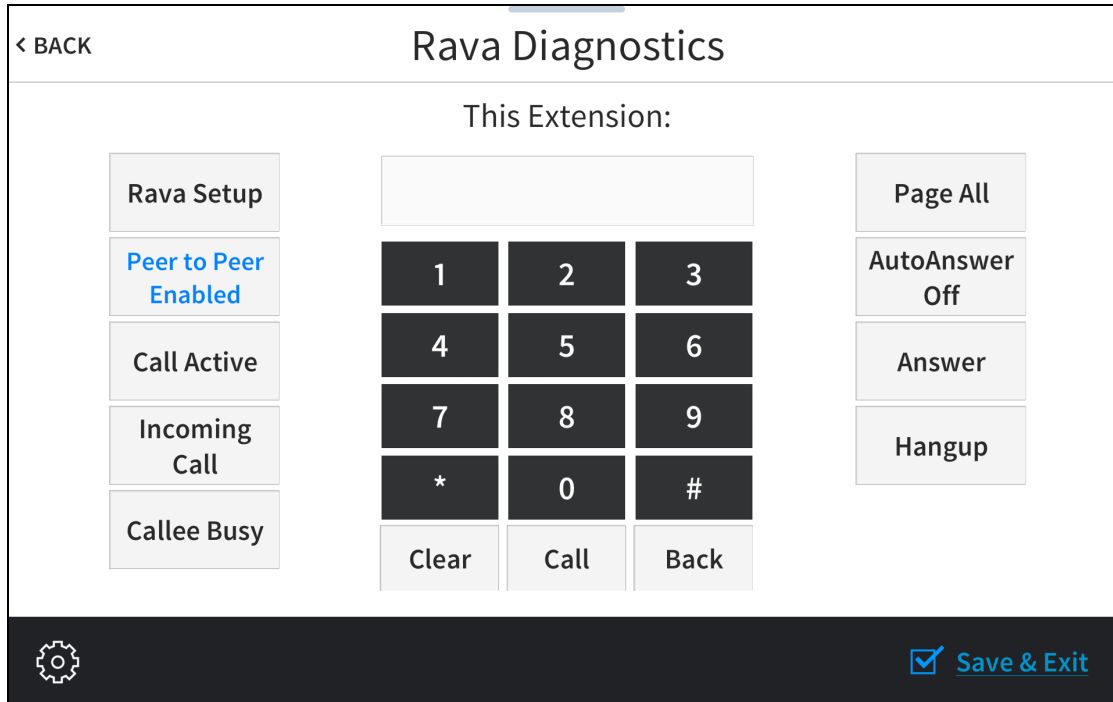 < BACK
Rava Diagnostics
This Extension:
Rava Setup
Peer to Peer
Enabled
Call Active
Incoming
Call
Callee Busy
1 2 3
4 5 6
7 8 9
* 0 #
Clear Call Back
Page All
AutoAnswer
Off
Answer
Hangup
Save & Exit